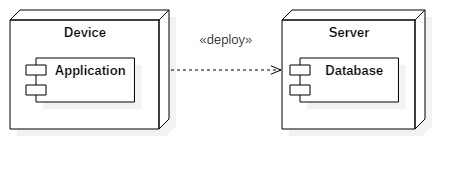 Device
Application
«deploy»
Server
Database